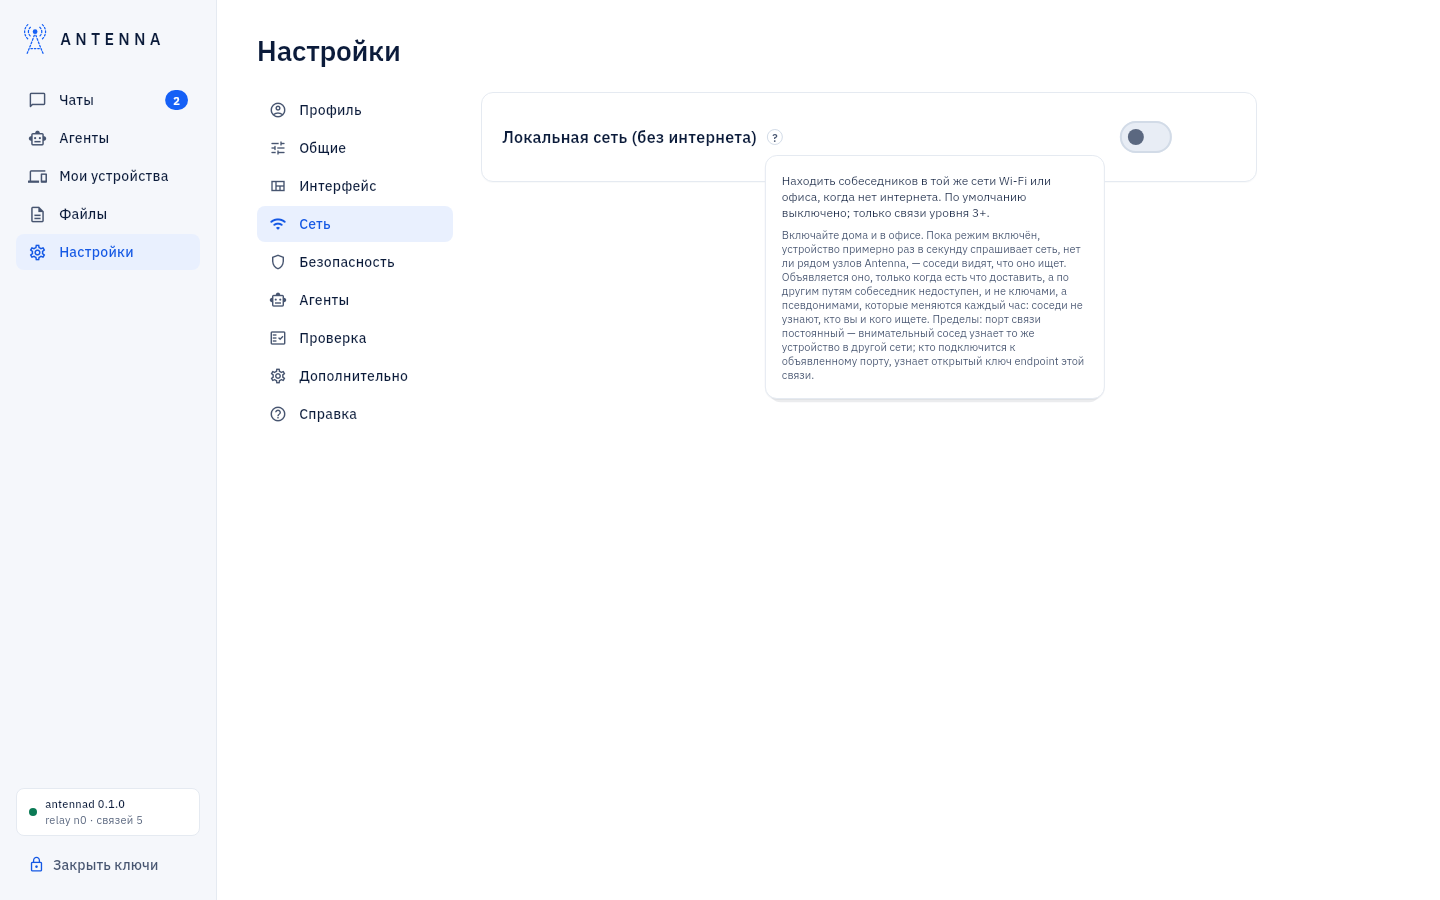 ANTENNA
Чаты
2
Агенты
Мои устройства
Файлы
Настройки
antennad 0.1.0
relay n0 · связей 5
Закрыть ключи
Настройки
Профиль
Общие
Интерфейс
Сеть
Безопасность
Агенты
Проверка
Дополнительно
Справка
Локальная сеть (без интернета)
?
Находить собеседников в той же сети Wi-Fi или
офиса, когда нет интернета. По умолчанию
выключено; только связи уровня 3+.
Включайте дома и в офисе. Пока режим включён,
устройство примерно раз в секунду спрашивает сеть, нет
ли рядом узлов Antenna, — соседи видят, что оно ищет.
Объявляется оно, только когда есть что доставить, а по
другим путям собеседник недоступен, и не ключами, а
псевдонимами, которые меняются каждый час: соседи не
узнают, кто вы и кого ищете. Пределы: порт связи
постоянный — внимательный сосед узнает то же
устройство в другой сети; кто подключится к
объявленному порту, узнает открытый ключ endpoint этой
связи.